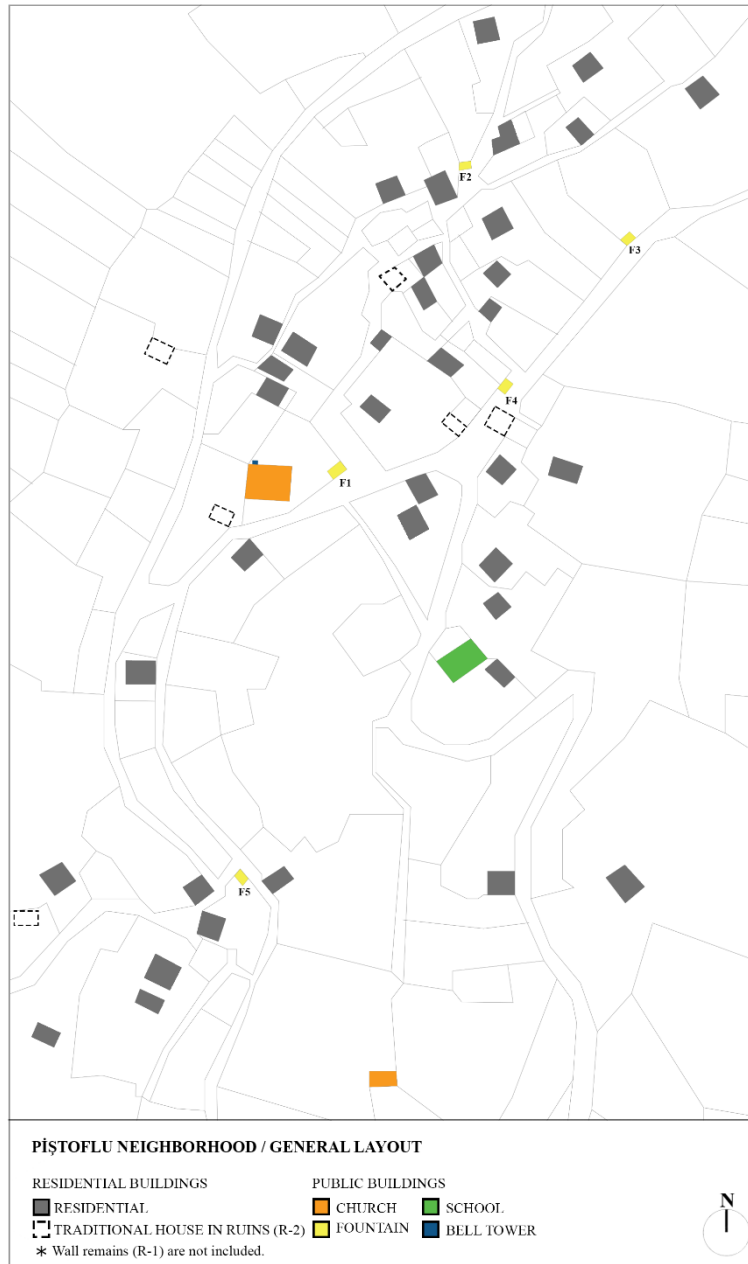 F2
F3
F4
F1
F5
PİŞTOFLU NEIGHBORHOOD / GENERAL LAYOUT
RESIDENTIAL BUILDINGS
RESIDENTIAL
TRADITIONAL HOUSE IN RUINS (R-2)
* Wall remains (R-1) are not included.
PUBLIC BUILDINGS
CHURCH
FOUNTAIN
SCHOOL
BELL TOWER
N